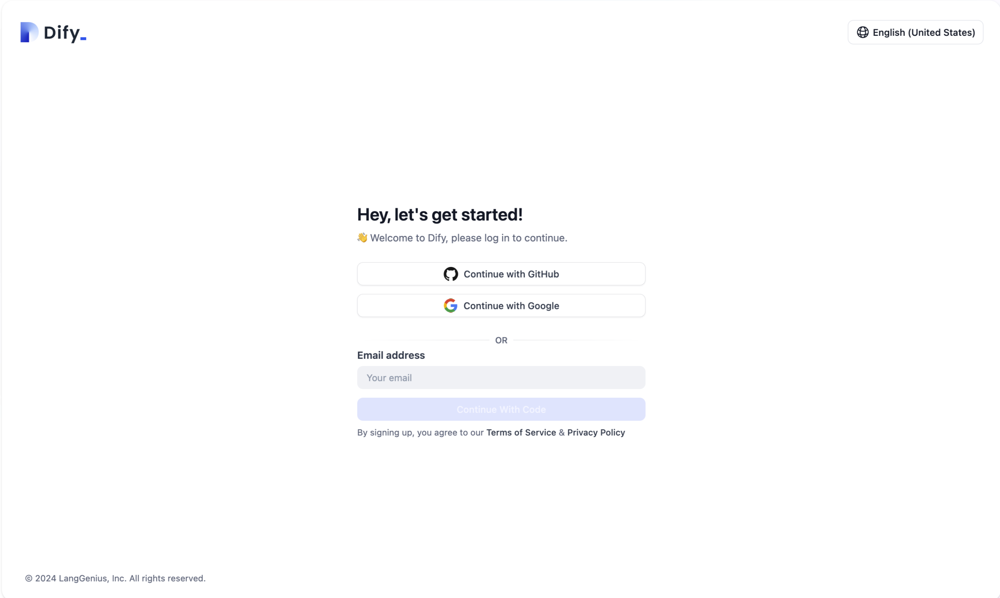 Dify_
English (United States)
Hey, let's get started!
👋 Welcome to Dify, please log in to continue.
Continue with GitHub
Continue with Google
OR
Email address
Your email
Continue With Code
By signing up, you agree to our Terms of Service & Privacy Policy
© 2024 LangGenius, Inc. All rights reserved.